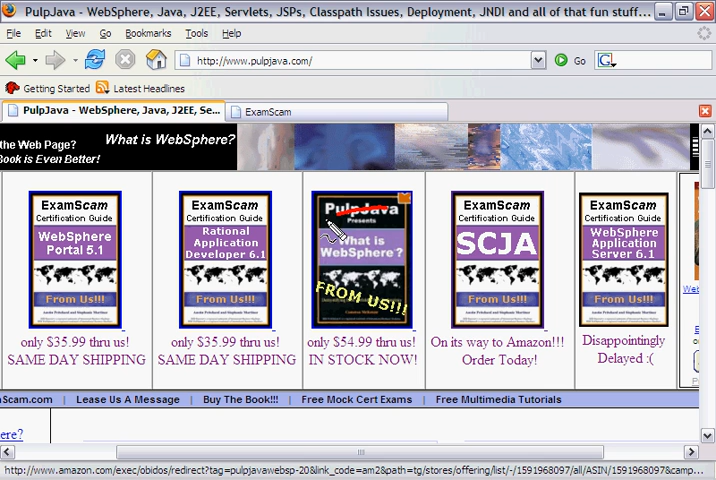 PulpJava - WebSphere, Java, J2EE, Servlets, JSPs, Classpath Issues, Deployment, JNDI and all of that fun stuff...
File Edit View Go Bookmarks Tools Help
http://www.pulpjava.com/
Go
Getting Started Latest Headlines
PulpJava - WebSphere, Java, J2EE, Se...
ExamScam
the Web Page?
What is WebSphere?
Book is Even Better!
ExamScam
Certification Guide
WebSphere
Portal 5.1
From Us!!!
only $35.99 thru us!
SAME DAY SHIPPING
ExamScam
Certification Guide
Rational
Application
Developer 6.1
From Us!!!
only $35.99 thru us!
SAME DAY SHIPPING
PulpJava
Presents
What is
WebSphere?
FROM US!!!
only $54.99 thru us!
IN STOCK NOW!
ExamScam
Certification Guide
SCJA
From Us!!!
On its way to Amazon!!!
Order Today!
ExamScam
Certification Guide
WebSphere
Application
Server 6.1
From Us!!!
Disappointingly
Delayed :(
Scam.com | Lease Us A Message | Buy The Book!!! | Free Mock Cert Exams | Free Multimedia Tutorials
ere?
http://www.amazon.com/exec/obidos/redirect?tag=pulpjavawebsp-20&link_code=am2&path=tg/stores/offering/list/-/1591968097/all/ASIN/1591968097&camp...